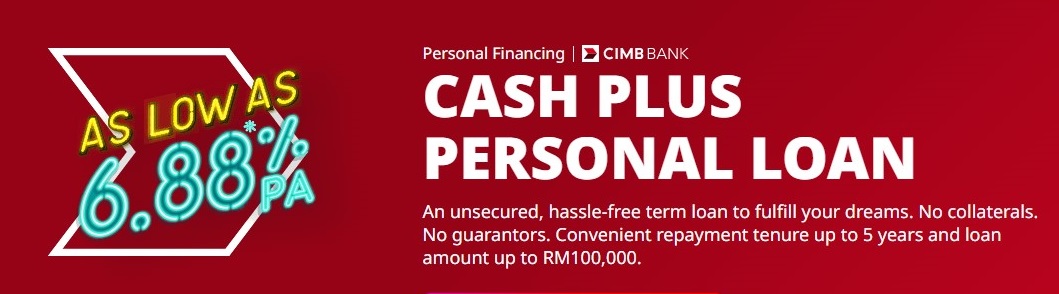 AS LOW AS
6.88*%
PA
Personal Financing | CIMB BANK
CASH PLUS
PERSONAL LOAN
An unsecured, hassle-free term loan to fulfill your dreams. No collaterals.
No guarantors. Convenient repayment tenure up to 5 years and loan
amount up to RM100,000.